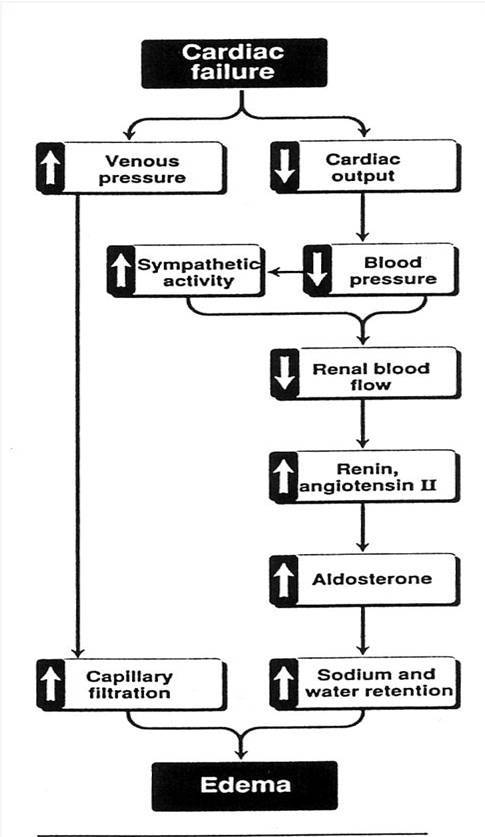 Cardiac
failure
Venous
pressure
Cardiac
output
Sympathetic
activity
Blood
pressure
Renal blood
flow
Renin,
angiotensin II
Aldosterone
Capillary
filtration
Sodium and
water retention
Edema